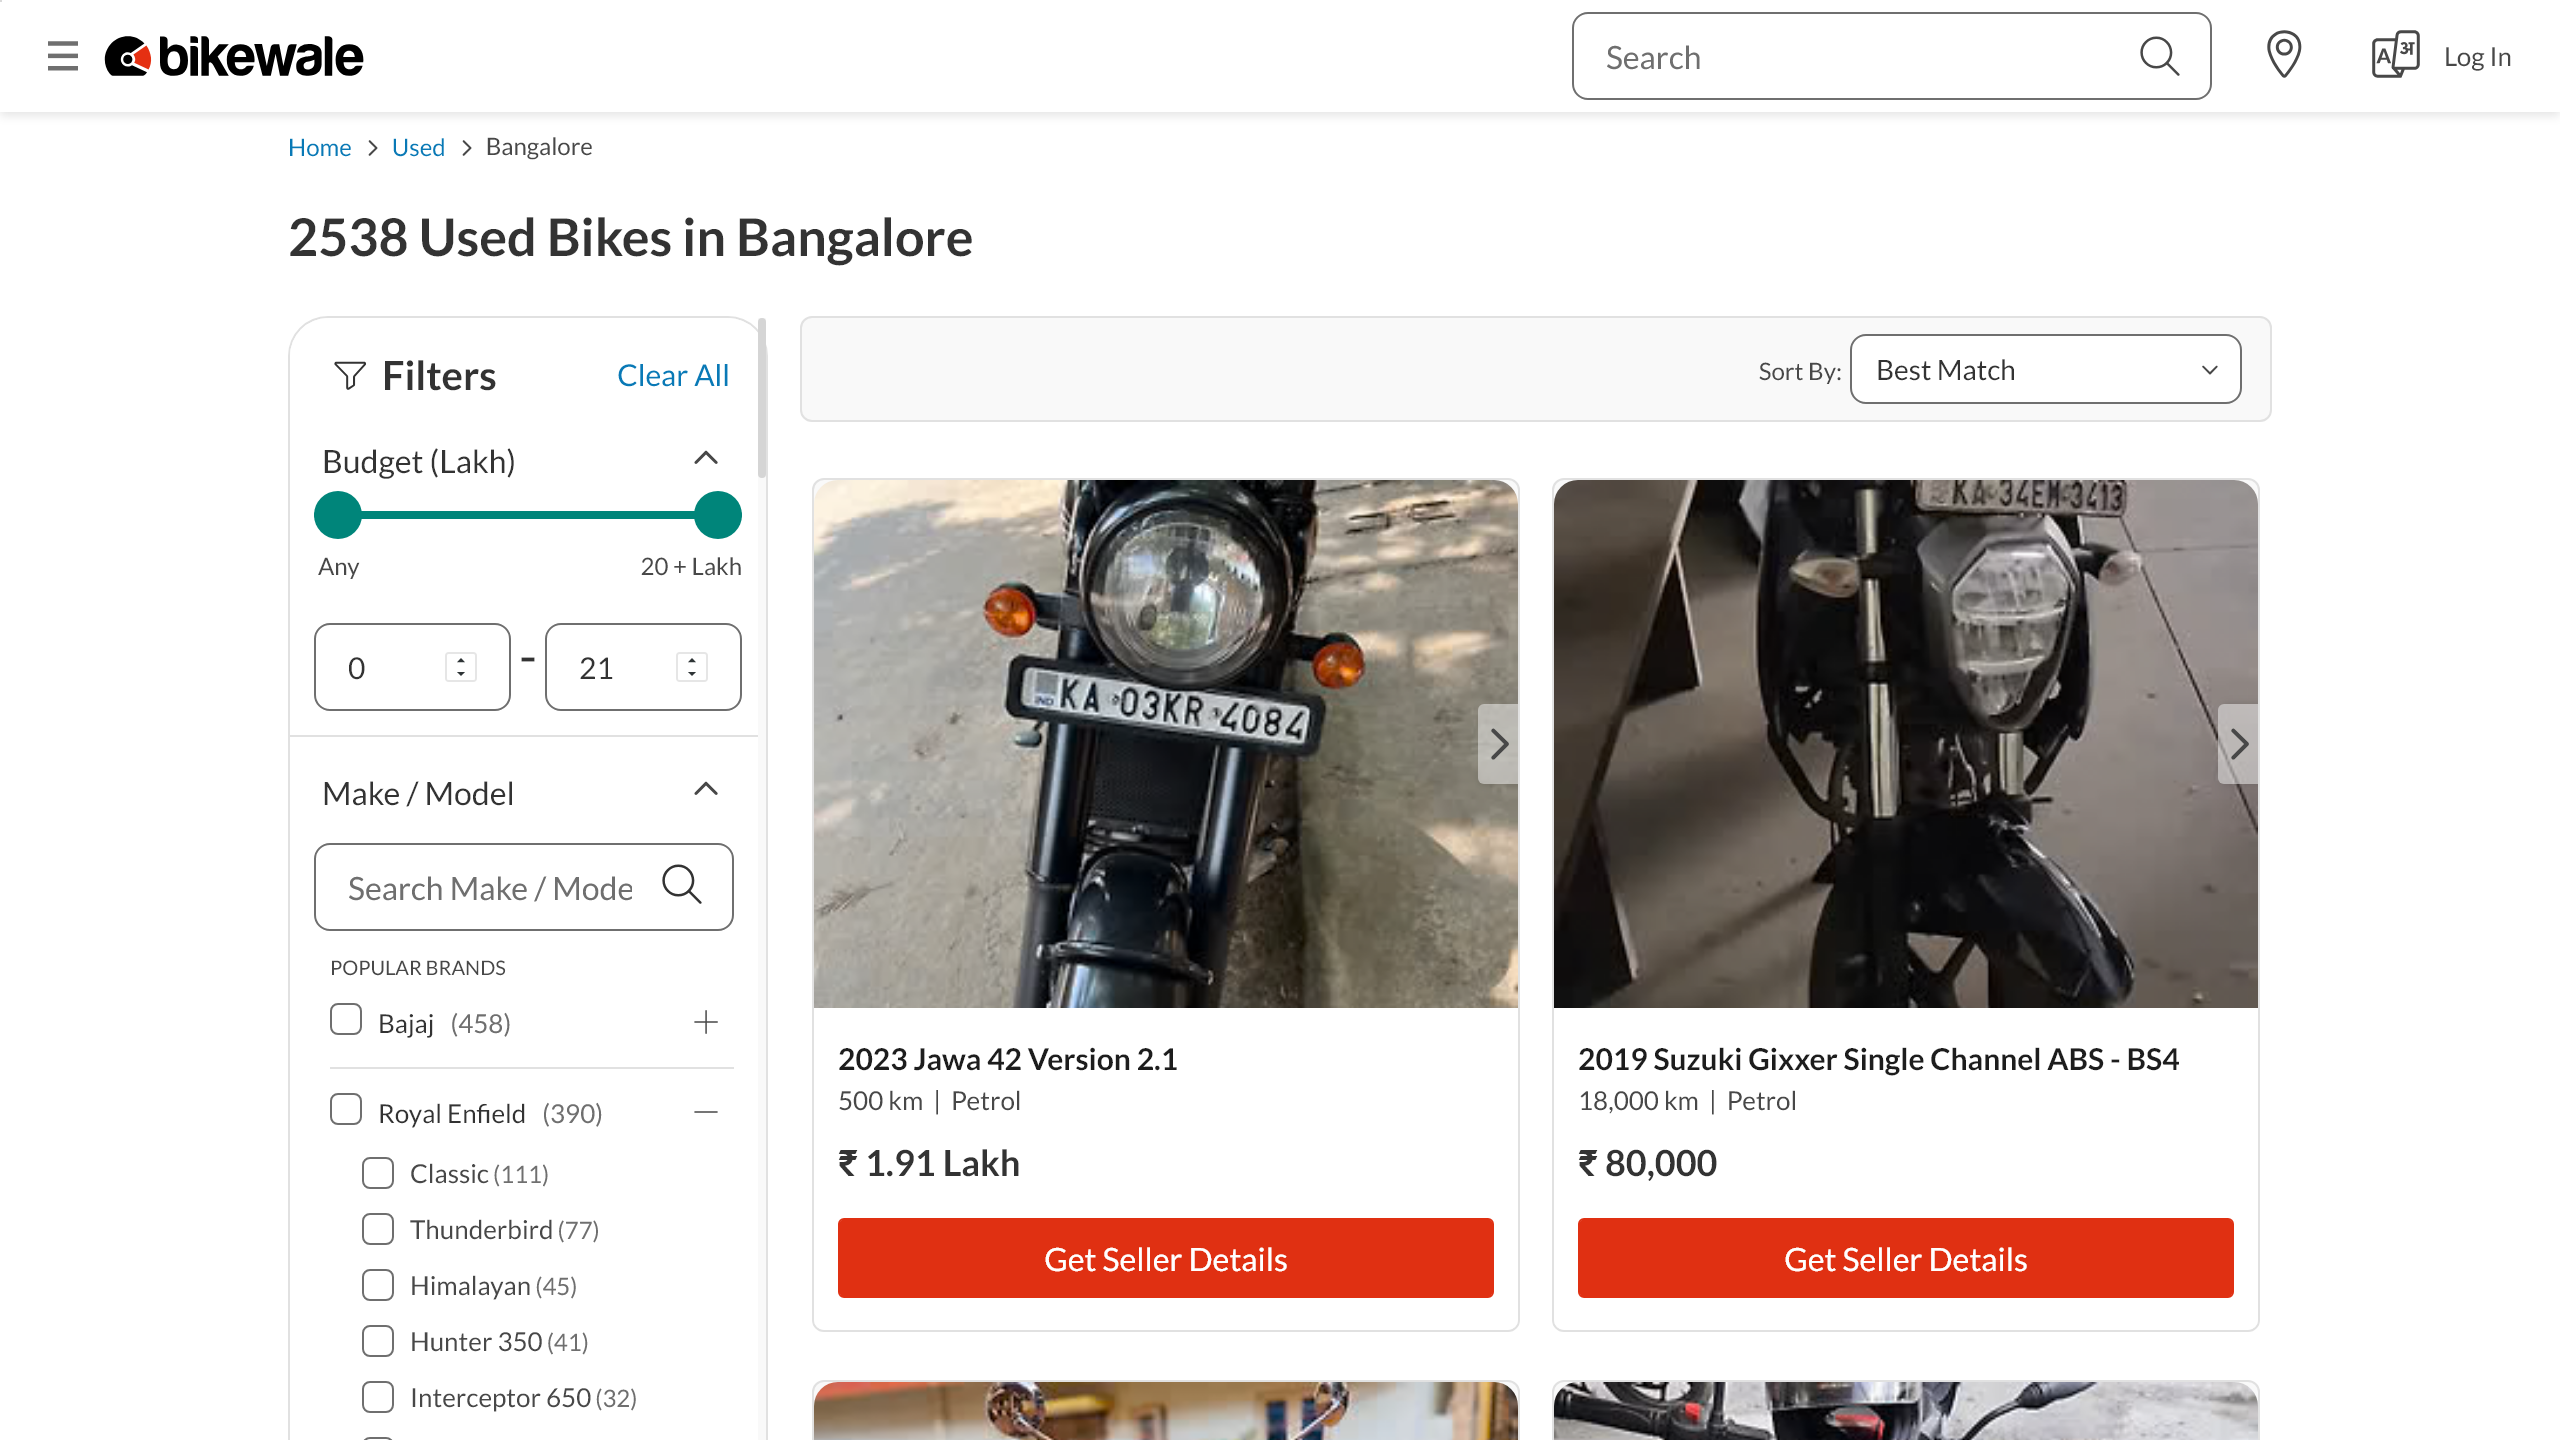 bikewale
Search
A अ
Log In
Home > Used > Bangalore
2538 Used Bikes in Bangalore
Filters
Clear All
Sort By:
Best Match
Budget (Lakh)
Any
20 + Lakh
0 - 21
Make / Model
Search Make / Mode
POPULAR BRANDS
Bajaj (458)
Royal Enfield (390)
Classic (111)
Thunderbird (77)
Himalayan (45)
Hunter 350 (41)
Interceptor 650 (32)
IND KA 03KR 4084
2023 Jawa 42 Version 2.1
500 km | Petrol
₹ 1.91 Lakh
Get Seller Details
KA 34EM 3413
2019 Suzuki Gixxer Single Channel ABS - BS4
18,000 km | Petrol
₹ 80,000
Get Seller Details